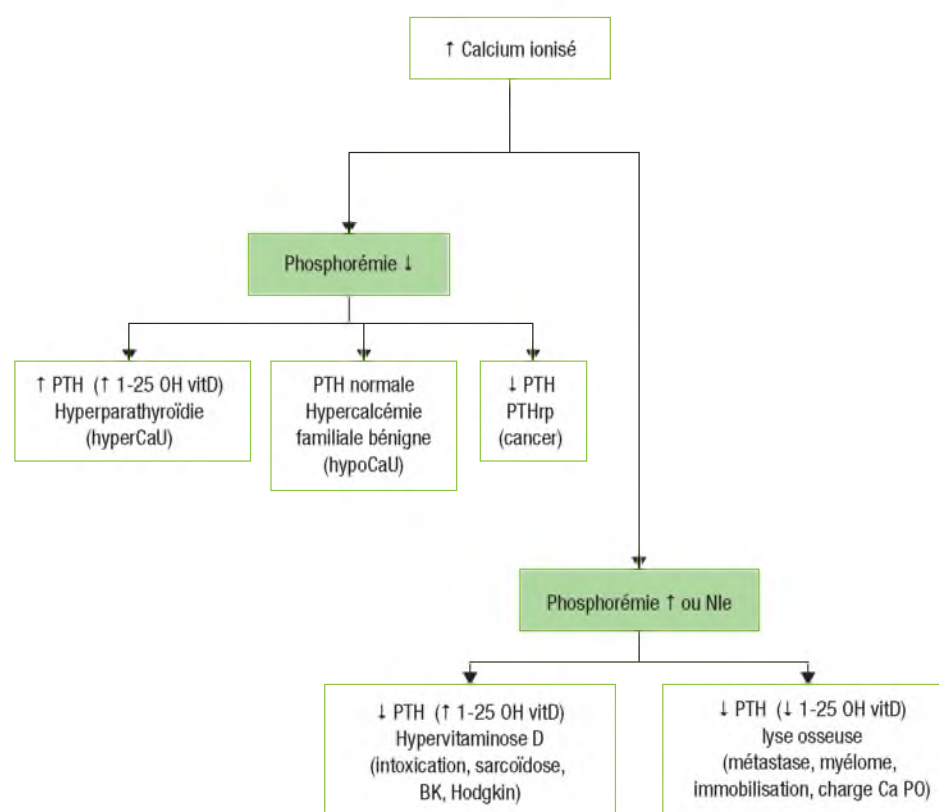 ↑ Calcium ionisé
Phosphorémie ↓
↑ PTH (↑ 1-25 OH vitD)
Hyperparathyroïdie
(hyperCaU)
PTH normale
Hypercalcémie
familiale bénigne
(hypoCaU)
↓ PTH
PTHrp
(cancer)
Phosphorémie ↑ ou Nle
↓ PTH (↑ 1-25 OH vitD)
Hypervitaminose D
(intoxication, sarcoïdose,
BK, Hodgkin)
↓ PTH (↓ 1-25 OH vitD)
lyse osseuse
(métastase, myélome,
immobilisation, charge Ca PO)